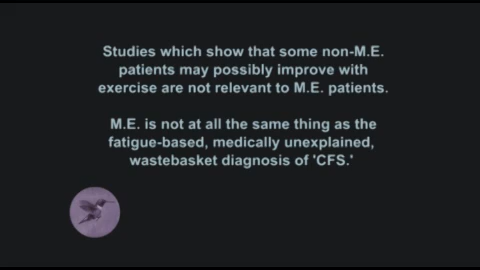 Studies which show that some non-M.E.
patients may possibly improve with
exercise are not relevant to M.E. patients.
M.E. is not at all the same thing as the
fatigue-based, medically unexplained,
wastebasket diagnosis of 'CFS.'